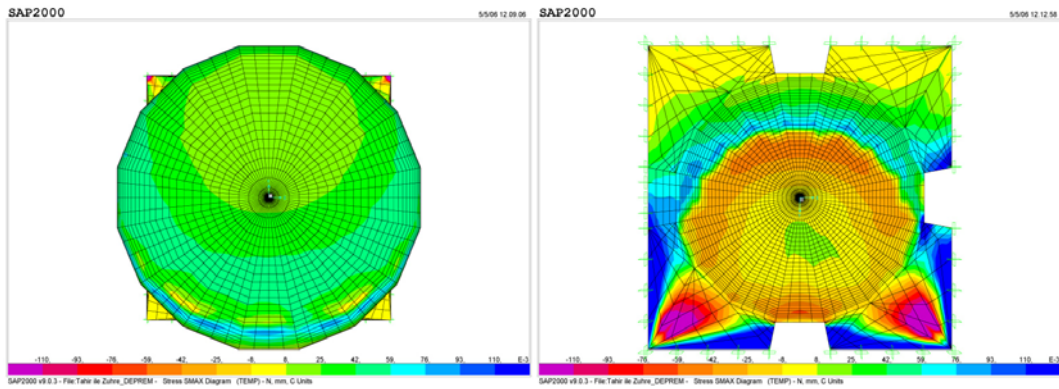 SAP2000
5/5/06 12:09:06
-110. -93. -76. -59. -42. -25. -8. 8. 25. 42. 59. 76. 93. 110. E-3
SAP2000 v9.0.3 - File:Tahir ile Zuhre_DEPREM - Stress SMAX Diagram (TEMP) - N, mm, C Units
SAP2000
5/5/06 12:12:58
-110. -93. -76. -59. -42. -25. -8. 8. 25. 42. 59. 76. 93. 110. E-3
SAP2000 v9.0.3 - File:Tahir ile Zuhre_DEPREM - Stress SMAX Diagram (TEMP) - N, mm, C Units